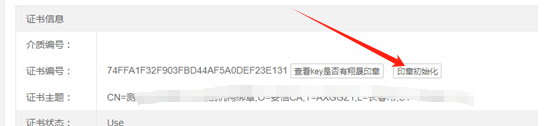 证书信息
介质编号：
证书编号： 74FFA1F32F903FBD44AF5A0DEF23E131 查看key是否有翔晟印章 印章初始化
证书主题： CN=
证书状态： Use